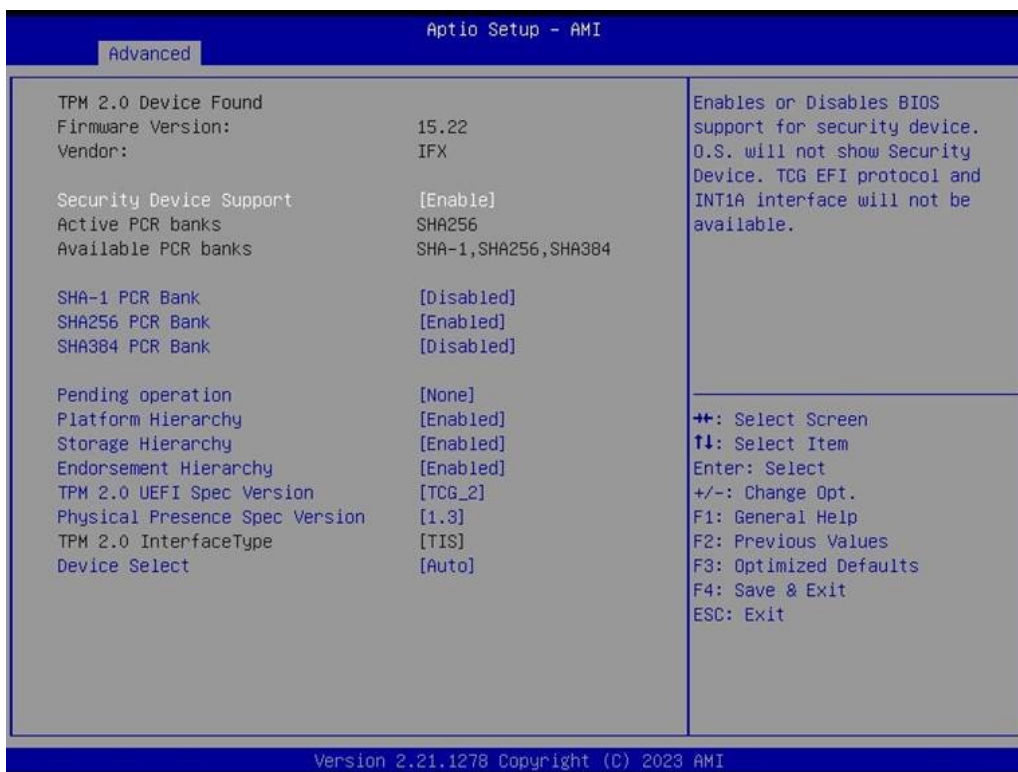 Aptio Setup - AMI
Advanced
TPM 2.0 Device Found
Firmware Version: 15.22
Vendor: IFX
Security Device Support [Enable]
Active PCR banks SHA256
Available PCR banks SHA-1,SHA256,SHA384
SHA-1 PCR Bank [Disabled]
SHA256 PCR Bank [Enabled]
SHA384 PCR Bank [Disabled]
Pending operation [None]
Platform Hierarchy [Enabled]
Storage Hierarchy [Enabled]
Endorsement Hierarchy [Enabled]
TPM 2.0 UEFI Spec Version [TCG_2]
Physical Presence Spec Version [1.3]
TPM 2.0 InterfaceType [TIS]
Device Select [Auto]
Enables or Disables BIOS
support for security device.
O.S. will not show Security
Device. TCG EFI protocol and
INT1A interface will not be
available.
→←: Select Screen
↑↓: Select Item
Enter: Select
+/-: Change Opt.
F1: General Help
F2: Previous Values
F3: Optimized Defaults
F4: Save & Exit
ESC: Exit
Version 2.21.1278 Copyright (C) 2023 AMI